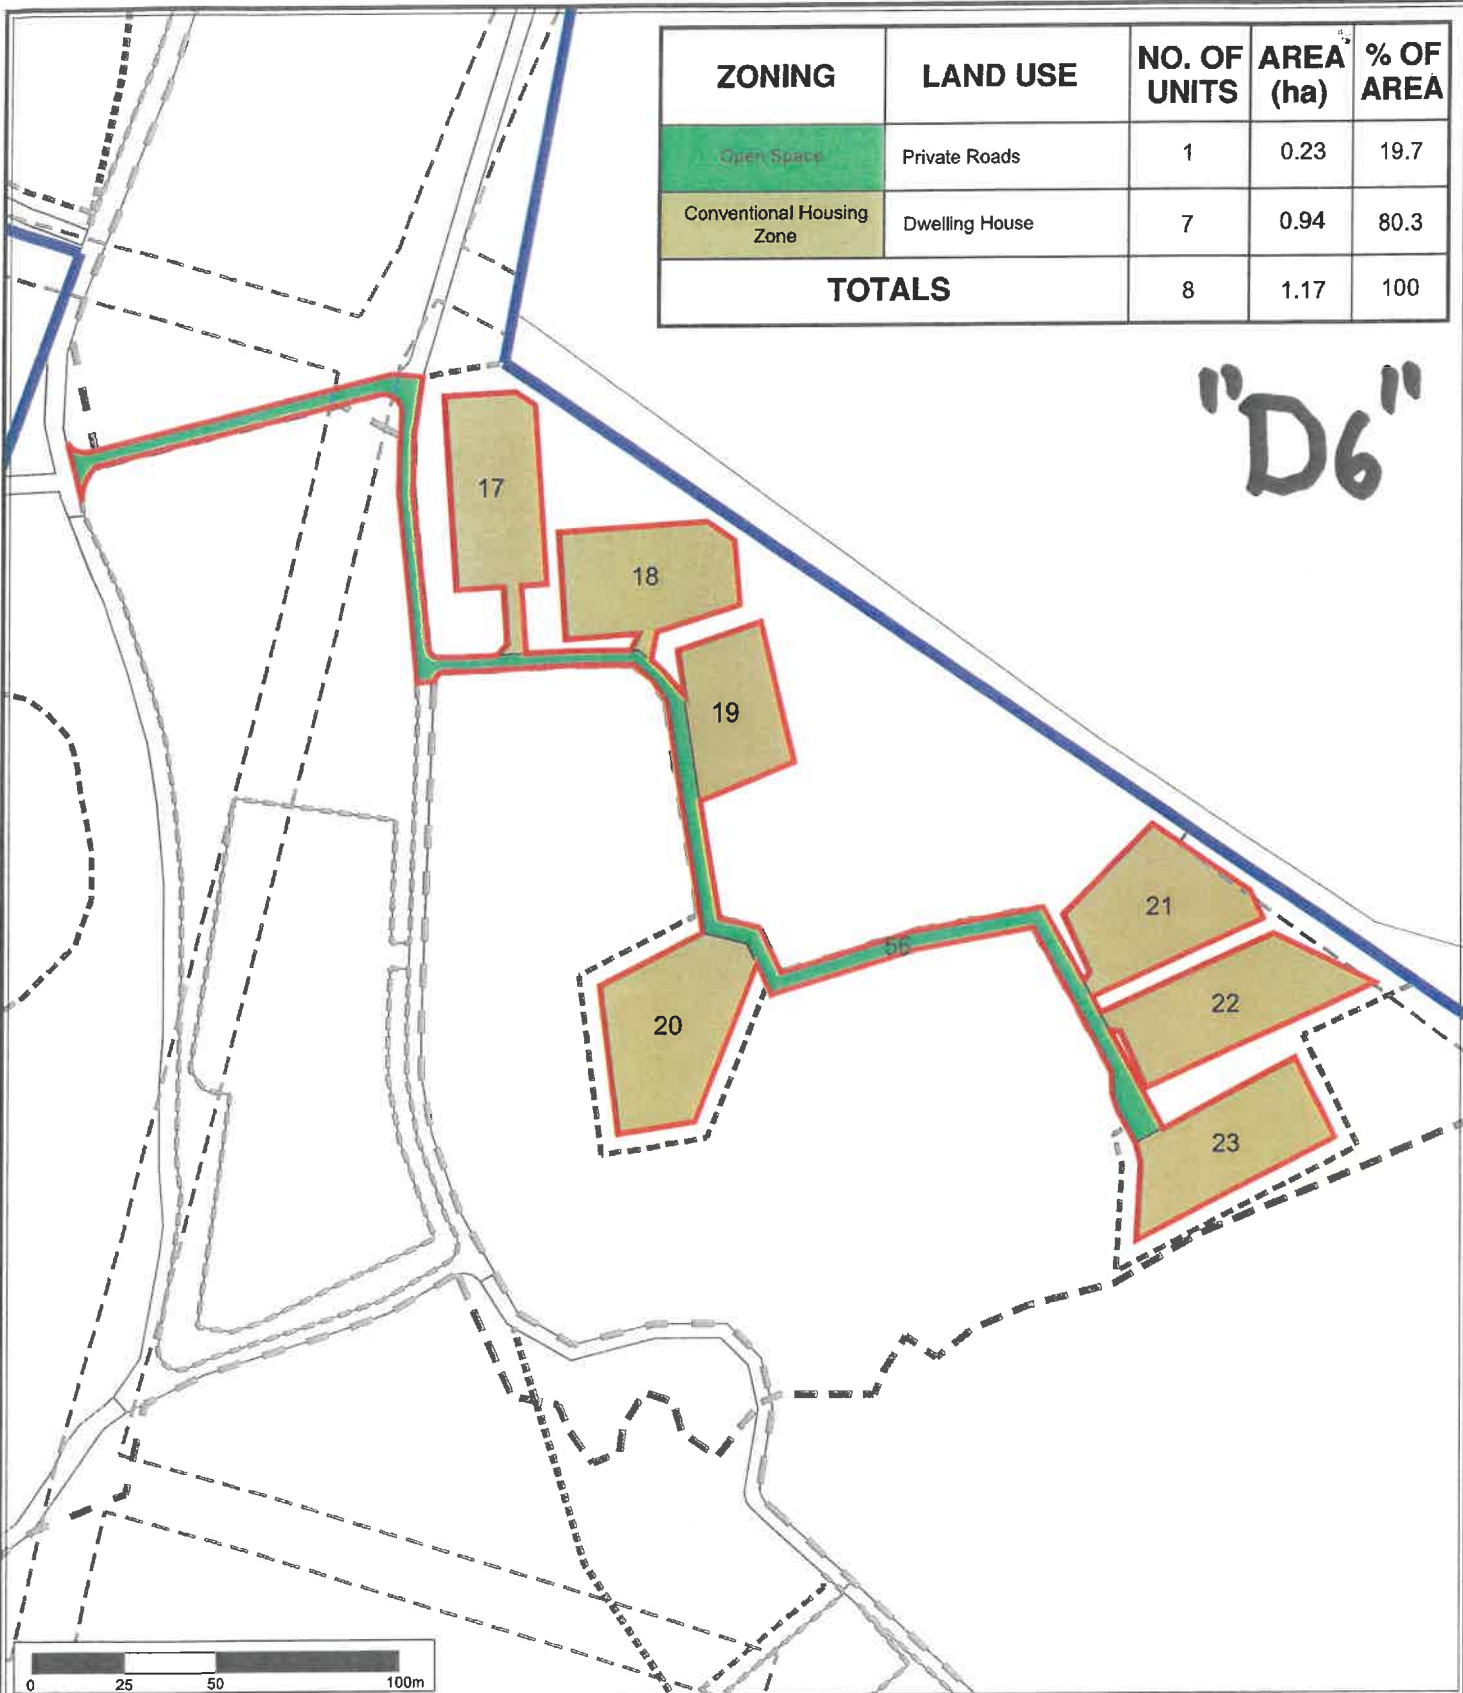 ZONING LAND USE NO. OF UNITS AREA (ha) % OF AREA
Open Space Private Roads 1 0.23 19.7
Conventional Housing Zone Dwelling House 7 0.94 80.3
TOTALS 8 1.17 100
"D6"
17
18
19
21
56
22
20
23
0 25 50 100m